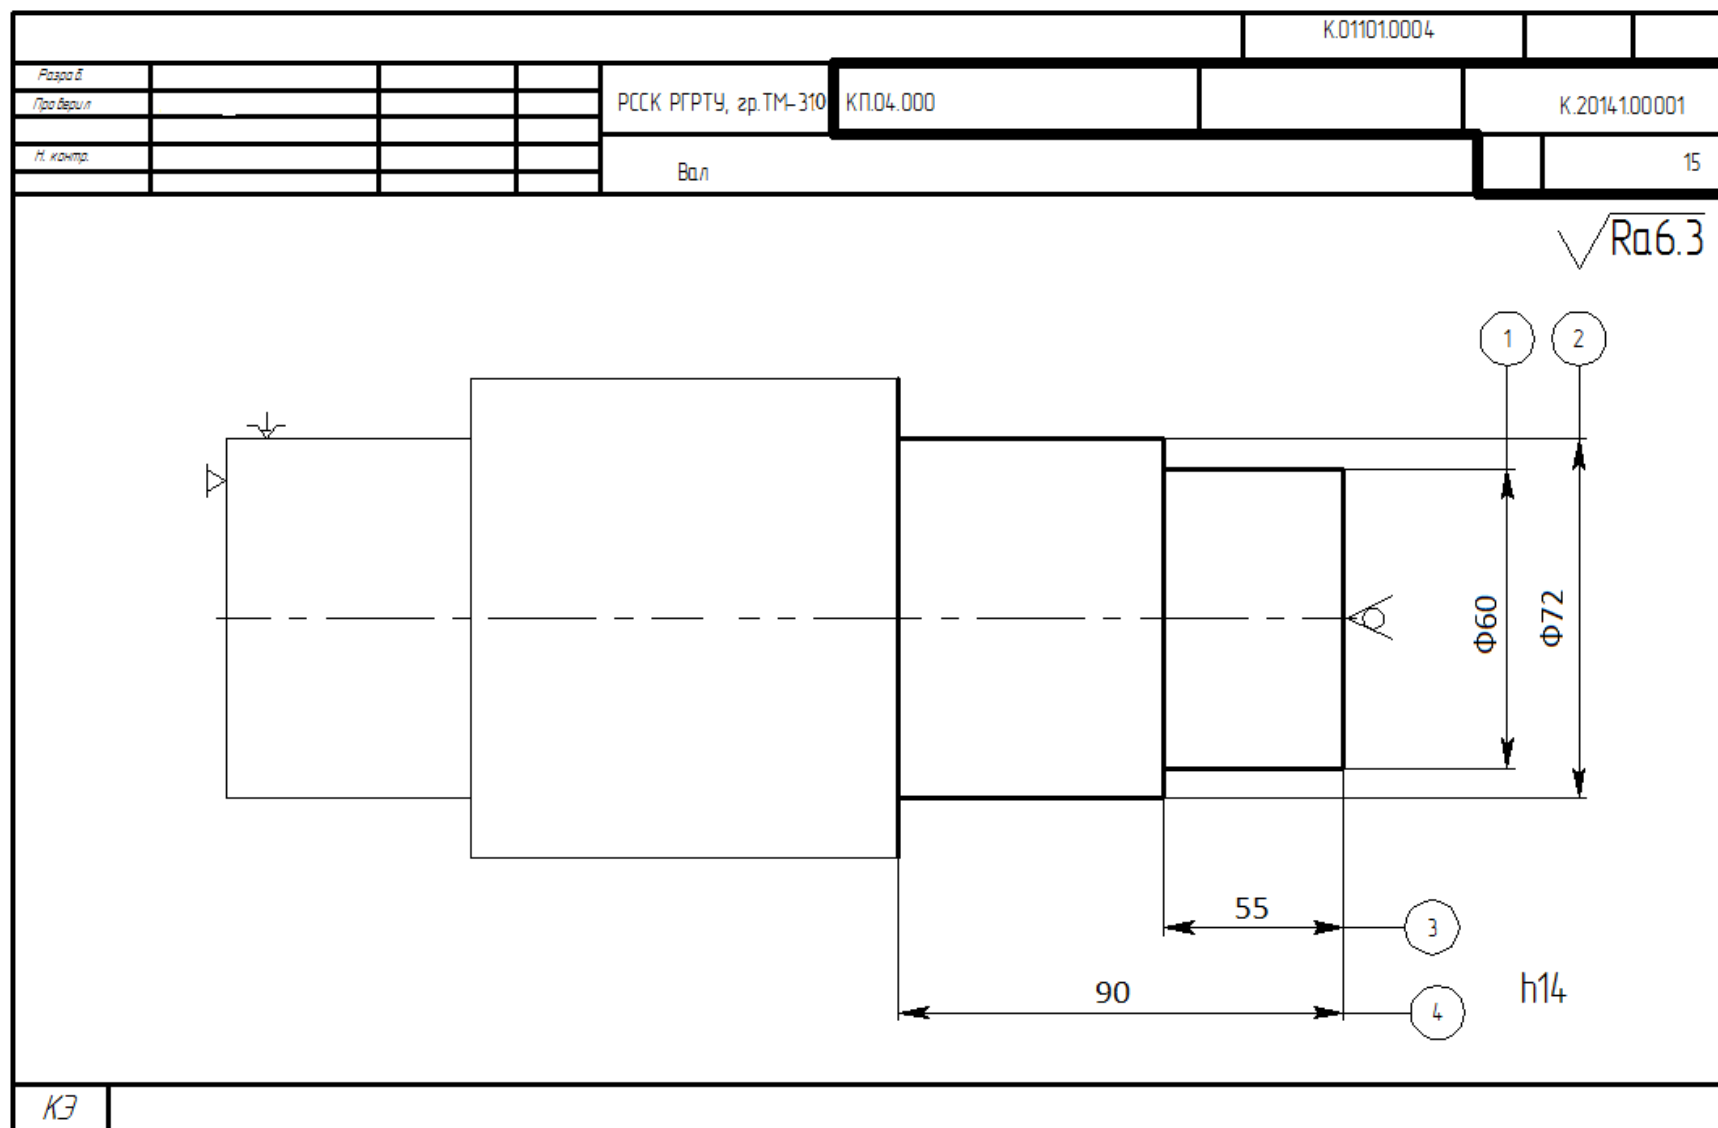 К.01101.0004
Разраб.
Проверил
РССК РГРТУ, гр.ТМ-310
КП.04.000
К.20141.00001
Н. контр.
Вал
15
Ra6.3
1
2
Ф60
Ф72
55
3
90
4
h14
КЭ